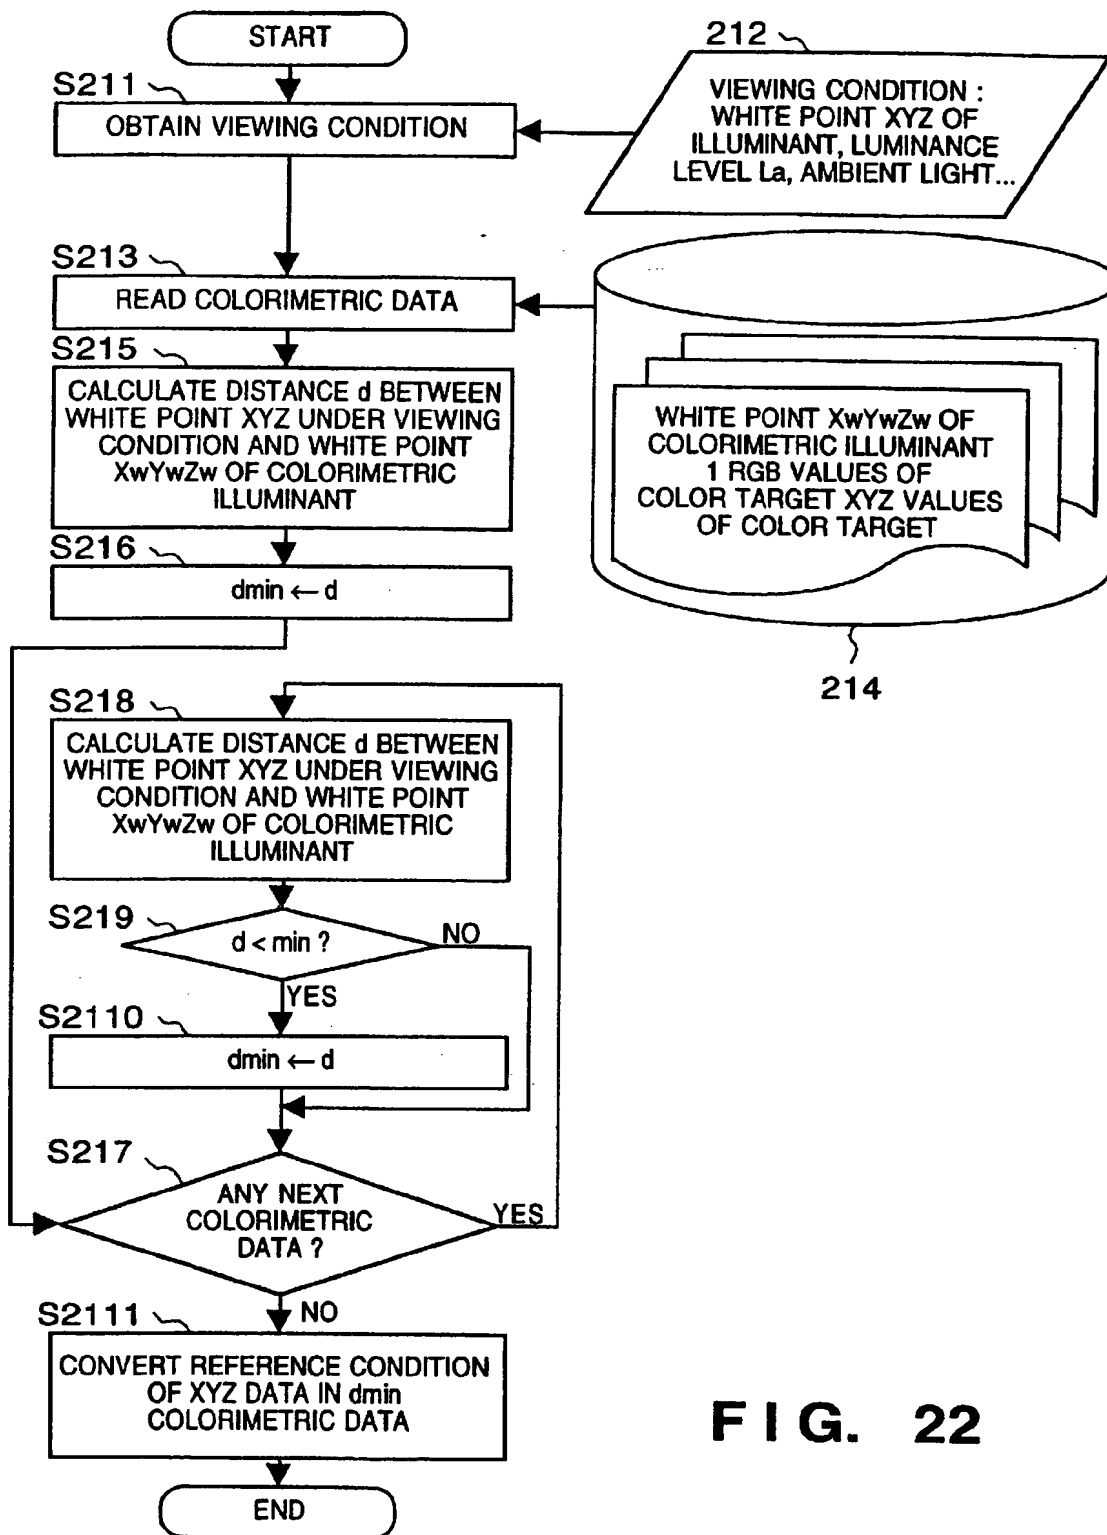 START
S211
OBTAIN VIEWING CONDITION
212
VIEWING CONDITION :
WHITE POINT XYZ OF
ILLUMINANT, LUMINANCE
LEVEL La, AMBIENT LIGHT...
S213
READ COLORIMETRIC DATA
S215
CALCULATE DISTANCE d BETWEEN
WHITE POINT XYZ UNDER VIEWING
CONDITION AND WHITE POINT
XwYwZw OF COLORIMETRIC
ILLUMINANT
WHITE POINT XwYwZw OF
COLORIMETRIC ILLUMINANT
1 RGB VALUES OF
COLOR TARGET XYZ VALUES
OF COLOR TARGET
214
S216
dmin ← d
S218
CALCULATE DISTANCE d BETWEEN
WHITE POINT XYZ UNDER VIEWING
CONDITION AND WHITE POINT
XwYwZw OF COLORIMETRIC
ILLUMINANT
S219
d < min ?
NO
YES
S2110
dmin ← d
S217
ANY NEXT
COLORIMETRIC
DATA ?
YES
NO
S2111
CONVERT REFERENCE CONDITION
OF XYZ DATA IN dmin
COLORIMETRIC DATA
END
FIG. 22